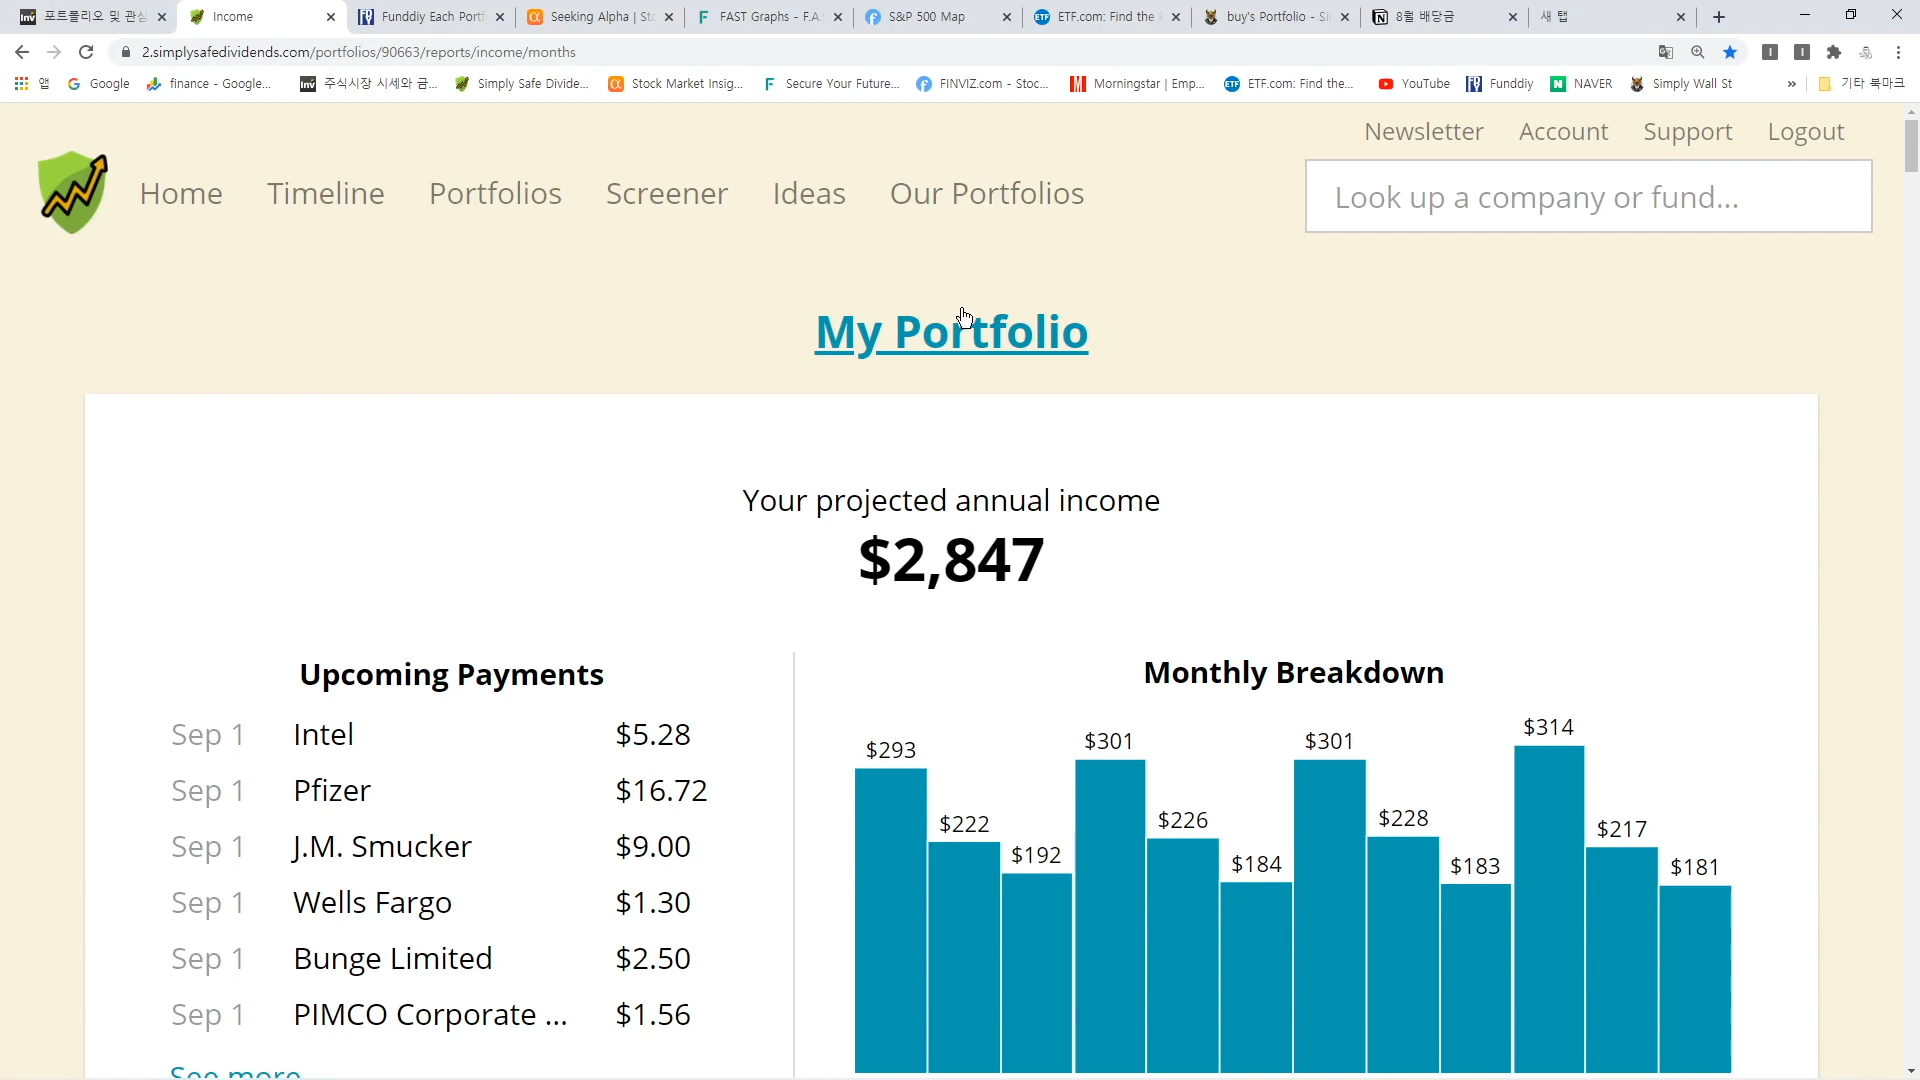 포트폴리오 및 관심
Income
Funddiy Each Portf
Seeking Alpha | Sto
FAST Graphs - F.A.S
S&P 500 Map
ETF.com: Find the
buy's Portfolio - Si
8월 배당금
새 탭
2.simplysafedividends.com/portfolios/90663/reports/income/months
앱
Google
finance - Google...
주식시장 시세와 금...
Simply Safe Divide...
Stock Market Insig...
Secure Your Future...
FINVIZ.com - Stoc...
Morningstar | Emp...
ETF.com: Find the...
YouTube
Funddiy
NAVER
Simply Wall St
»
기타 북마크
Newsletter Account Support Logout
Home Timeline Portfolios Screener Ideas Our Portfolios
Look up a company or fund...
My Portfolio
Your projected annual income
$2,847
Upcoming Payments
Sep 1 Intel $5.28
Sep 1 Pfizer $16.72
Sep 1 J.M. Smucker $9.00
Sep 1 Wells Fargo $1.30
Sep 1 Bunge Limited $2.50
Sep 1 PIMCO Corporate ... $1.56
See more
Monthly Breakdown
$293
$222
$192
$301
$226
$184
$301
$228
$183
$314
$217
$181